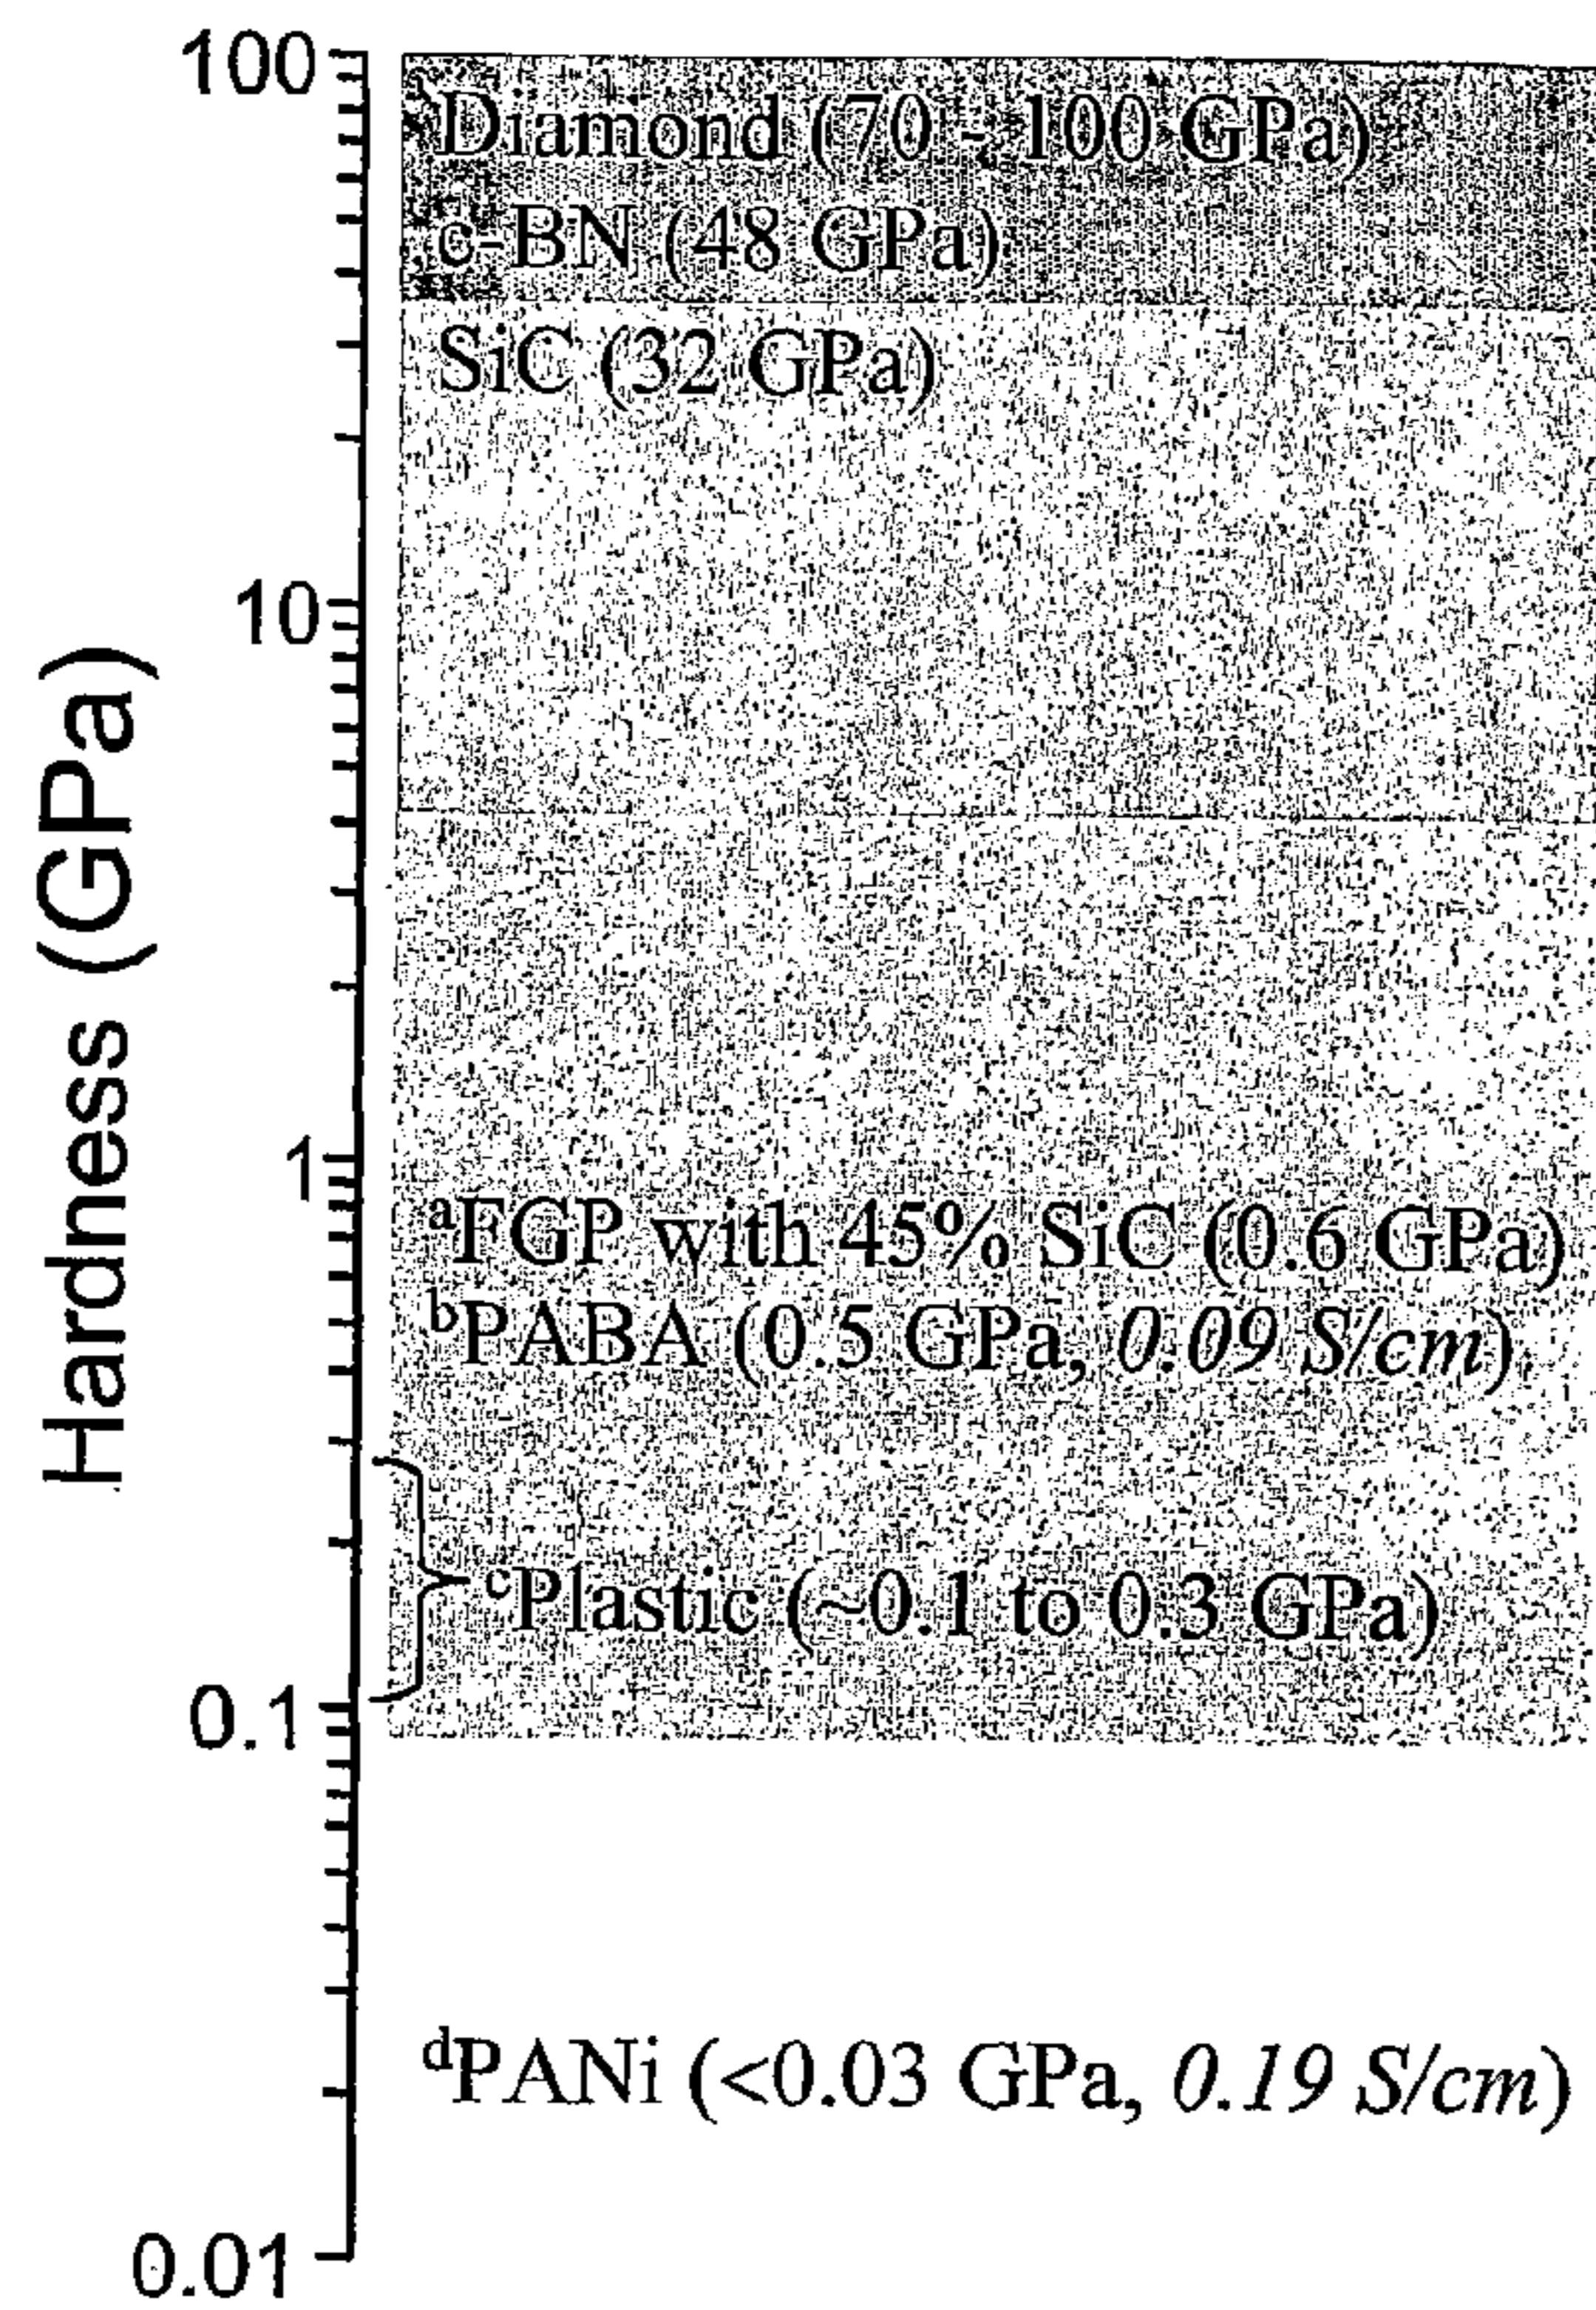 Hardness (GPa)
100
10
1
0.1
0.01
Diamond (70 - 100 GPa)
c-BN (48 GPa)
SiC (32 GPa)
ᵃFGP with 45% SiC (0.6 GPa)
ᵇPABA (0.5 GPa, 0.09 S/cm)
ᶜPlastic (~0.1 to 0.3 GPa)
ᵈPANi (<0.03 GPa, 0.19 S/cm)